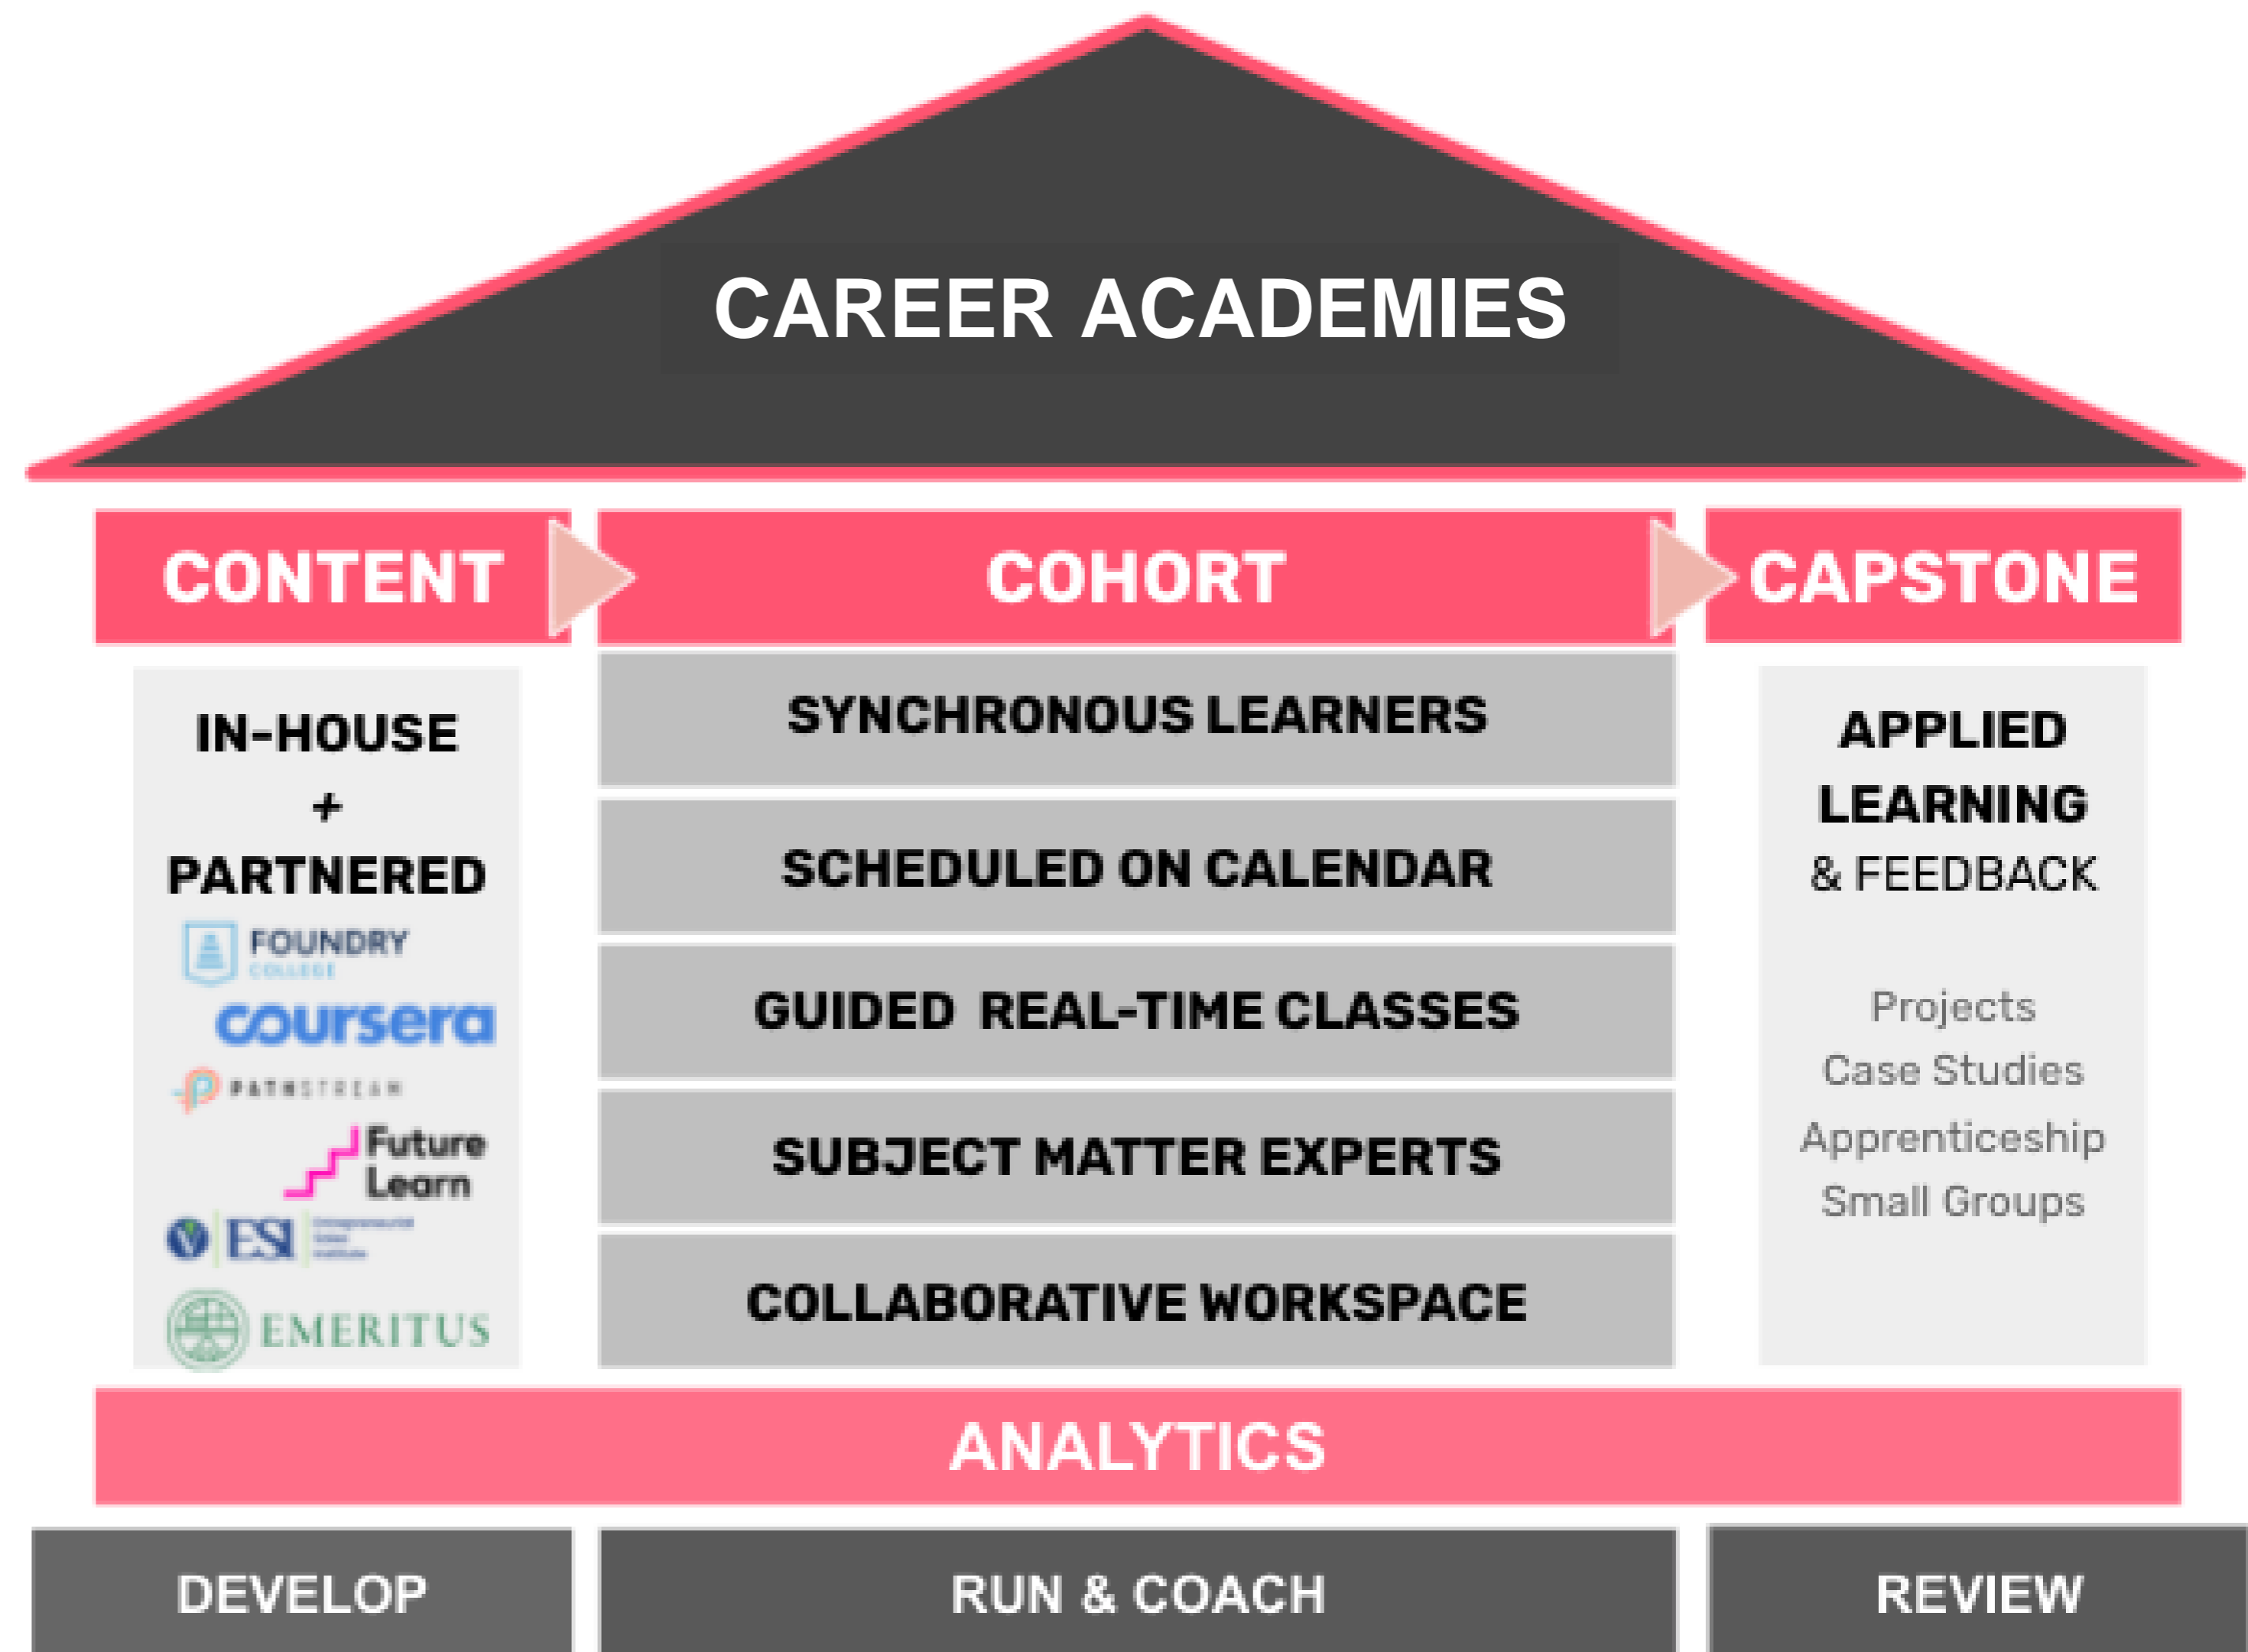 CAREER ACADEMIES
CONTENT
COHORT
CAPSTONE
IN-HOUSE
+
PARTNERED
FOUNDRY
COLLEGE
coursera
PATHSTREAM
Future
Learn
ESI
EMERITUS
SYNCHRONOUS LEARNERS
SCHEDULED ON CALENDAR
GUIDED REAL-TIME CLASSES
SUBJECT MATTER EXPERTS
COLLABORATIVE WORKSPACE
APPLIED
LEARNING
& FEEDBACK
Projects
Case Studies
Apprenticeship
Small Groups
ANALYTICS
DEVELOP
RUN & COACH
REVIEW